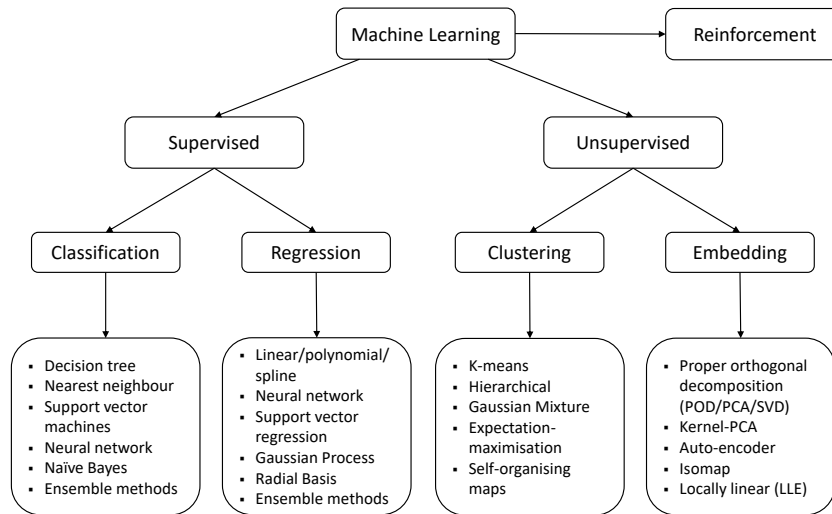 Machine Learning
Reinforcement
Supervised
Unsupervised
Classification
Regression
Clustering
Embedding
▪ Decision tree
▪ Nearest neighbour
▪ Support vector
machines
▪ Neural network
▪ Naïve Bayes
▪ Ensemble methods
▪ Linear/polynomial/
spline
▪ Neural network
▪ Support vector
regression
▪ Gaussian Process
▪ Radial Basis
▪ Ensemble methods
▪ K-means
▪ Hierarchical
▪ Gaussian Mixture
▪ Expectation-
maximisation
▪ Self-organising
maps
▪ Proper orthogonal
decomposition
(POD/PCA/SVD)
▪ Kernel-PCA
▪ Auto-encoder
▪ Isomap
▪ Locally linear (LLE)